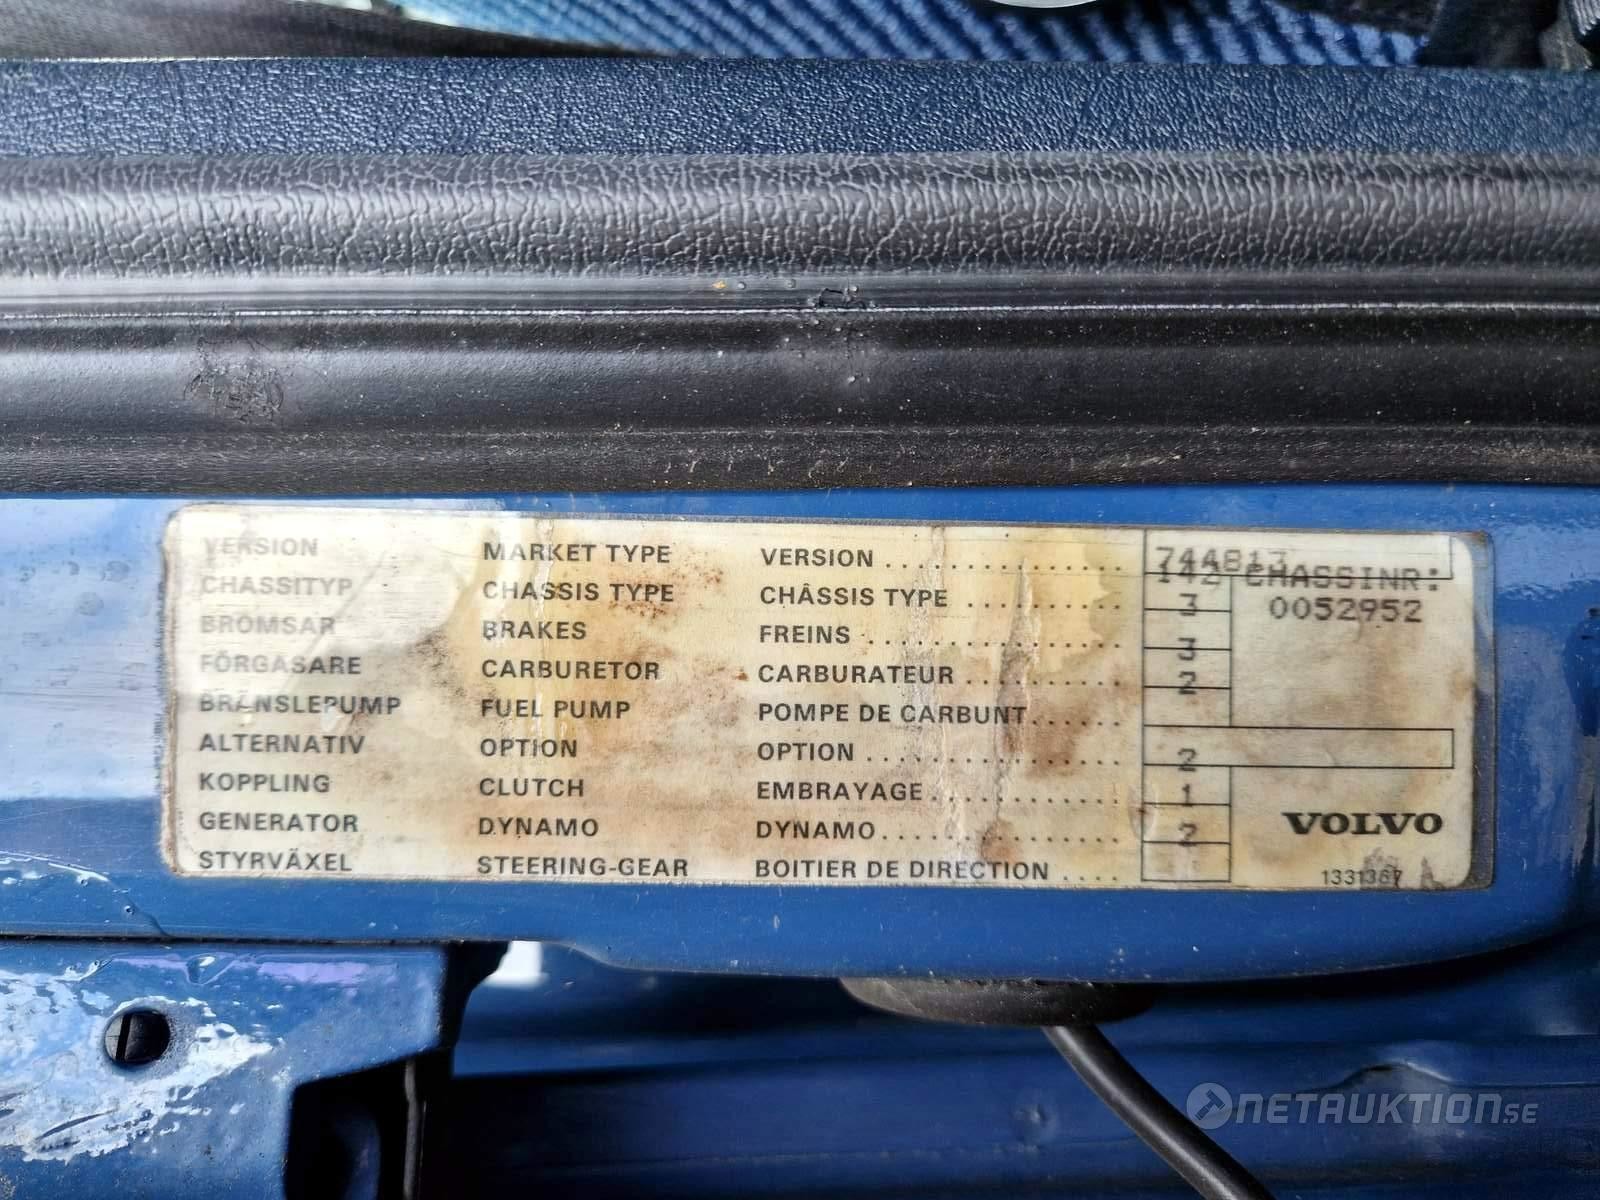 VERSION MARKET TYPE VERSION 744813
CHASSITYP CHASSIS TYPE CHÂSSIS TYPE 142 CHASSINR:
3 0052952
BROMSAR BRAKES FREINS
3
FÖRGASARE CARBURETOR CARBURATEUR 2
BRÄNSLEPUMP FUEL PUMP POMPE DE CARBUNT
ALTERNATIV OPTION OPTION 2
KOPPLING CLUTCH EMBRAYAGE 1
GENERATOR DYNAMO DYNAMO 2 VOLVO
STYRVÄXEL STEERING-GEAR BOITIER DE DIRECTION 1331367
NETAUKTION.SE